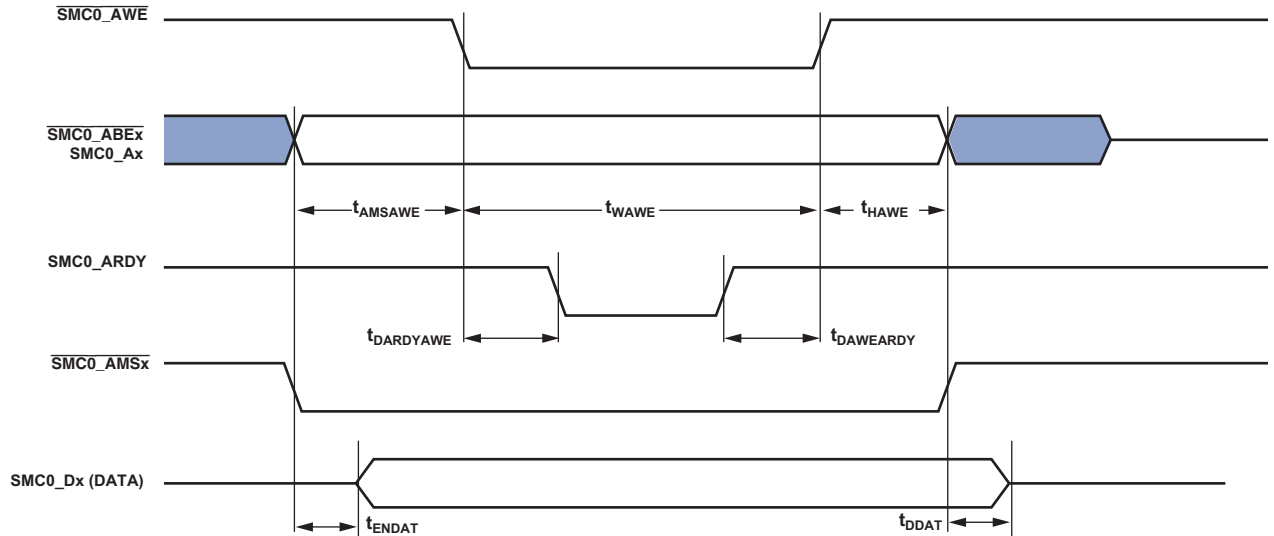 SMC0_AWE
SMC0_ABEx
SMC0_Ax
tAMSAWE
tWAWE
tHAWE
SMC0_ARDY
tDARDYAWE
tDAWEARDY
SMC0_AMSx
SMC0_Dx (DATA)
tENDAT
tDDAT